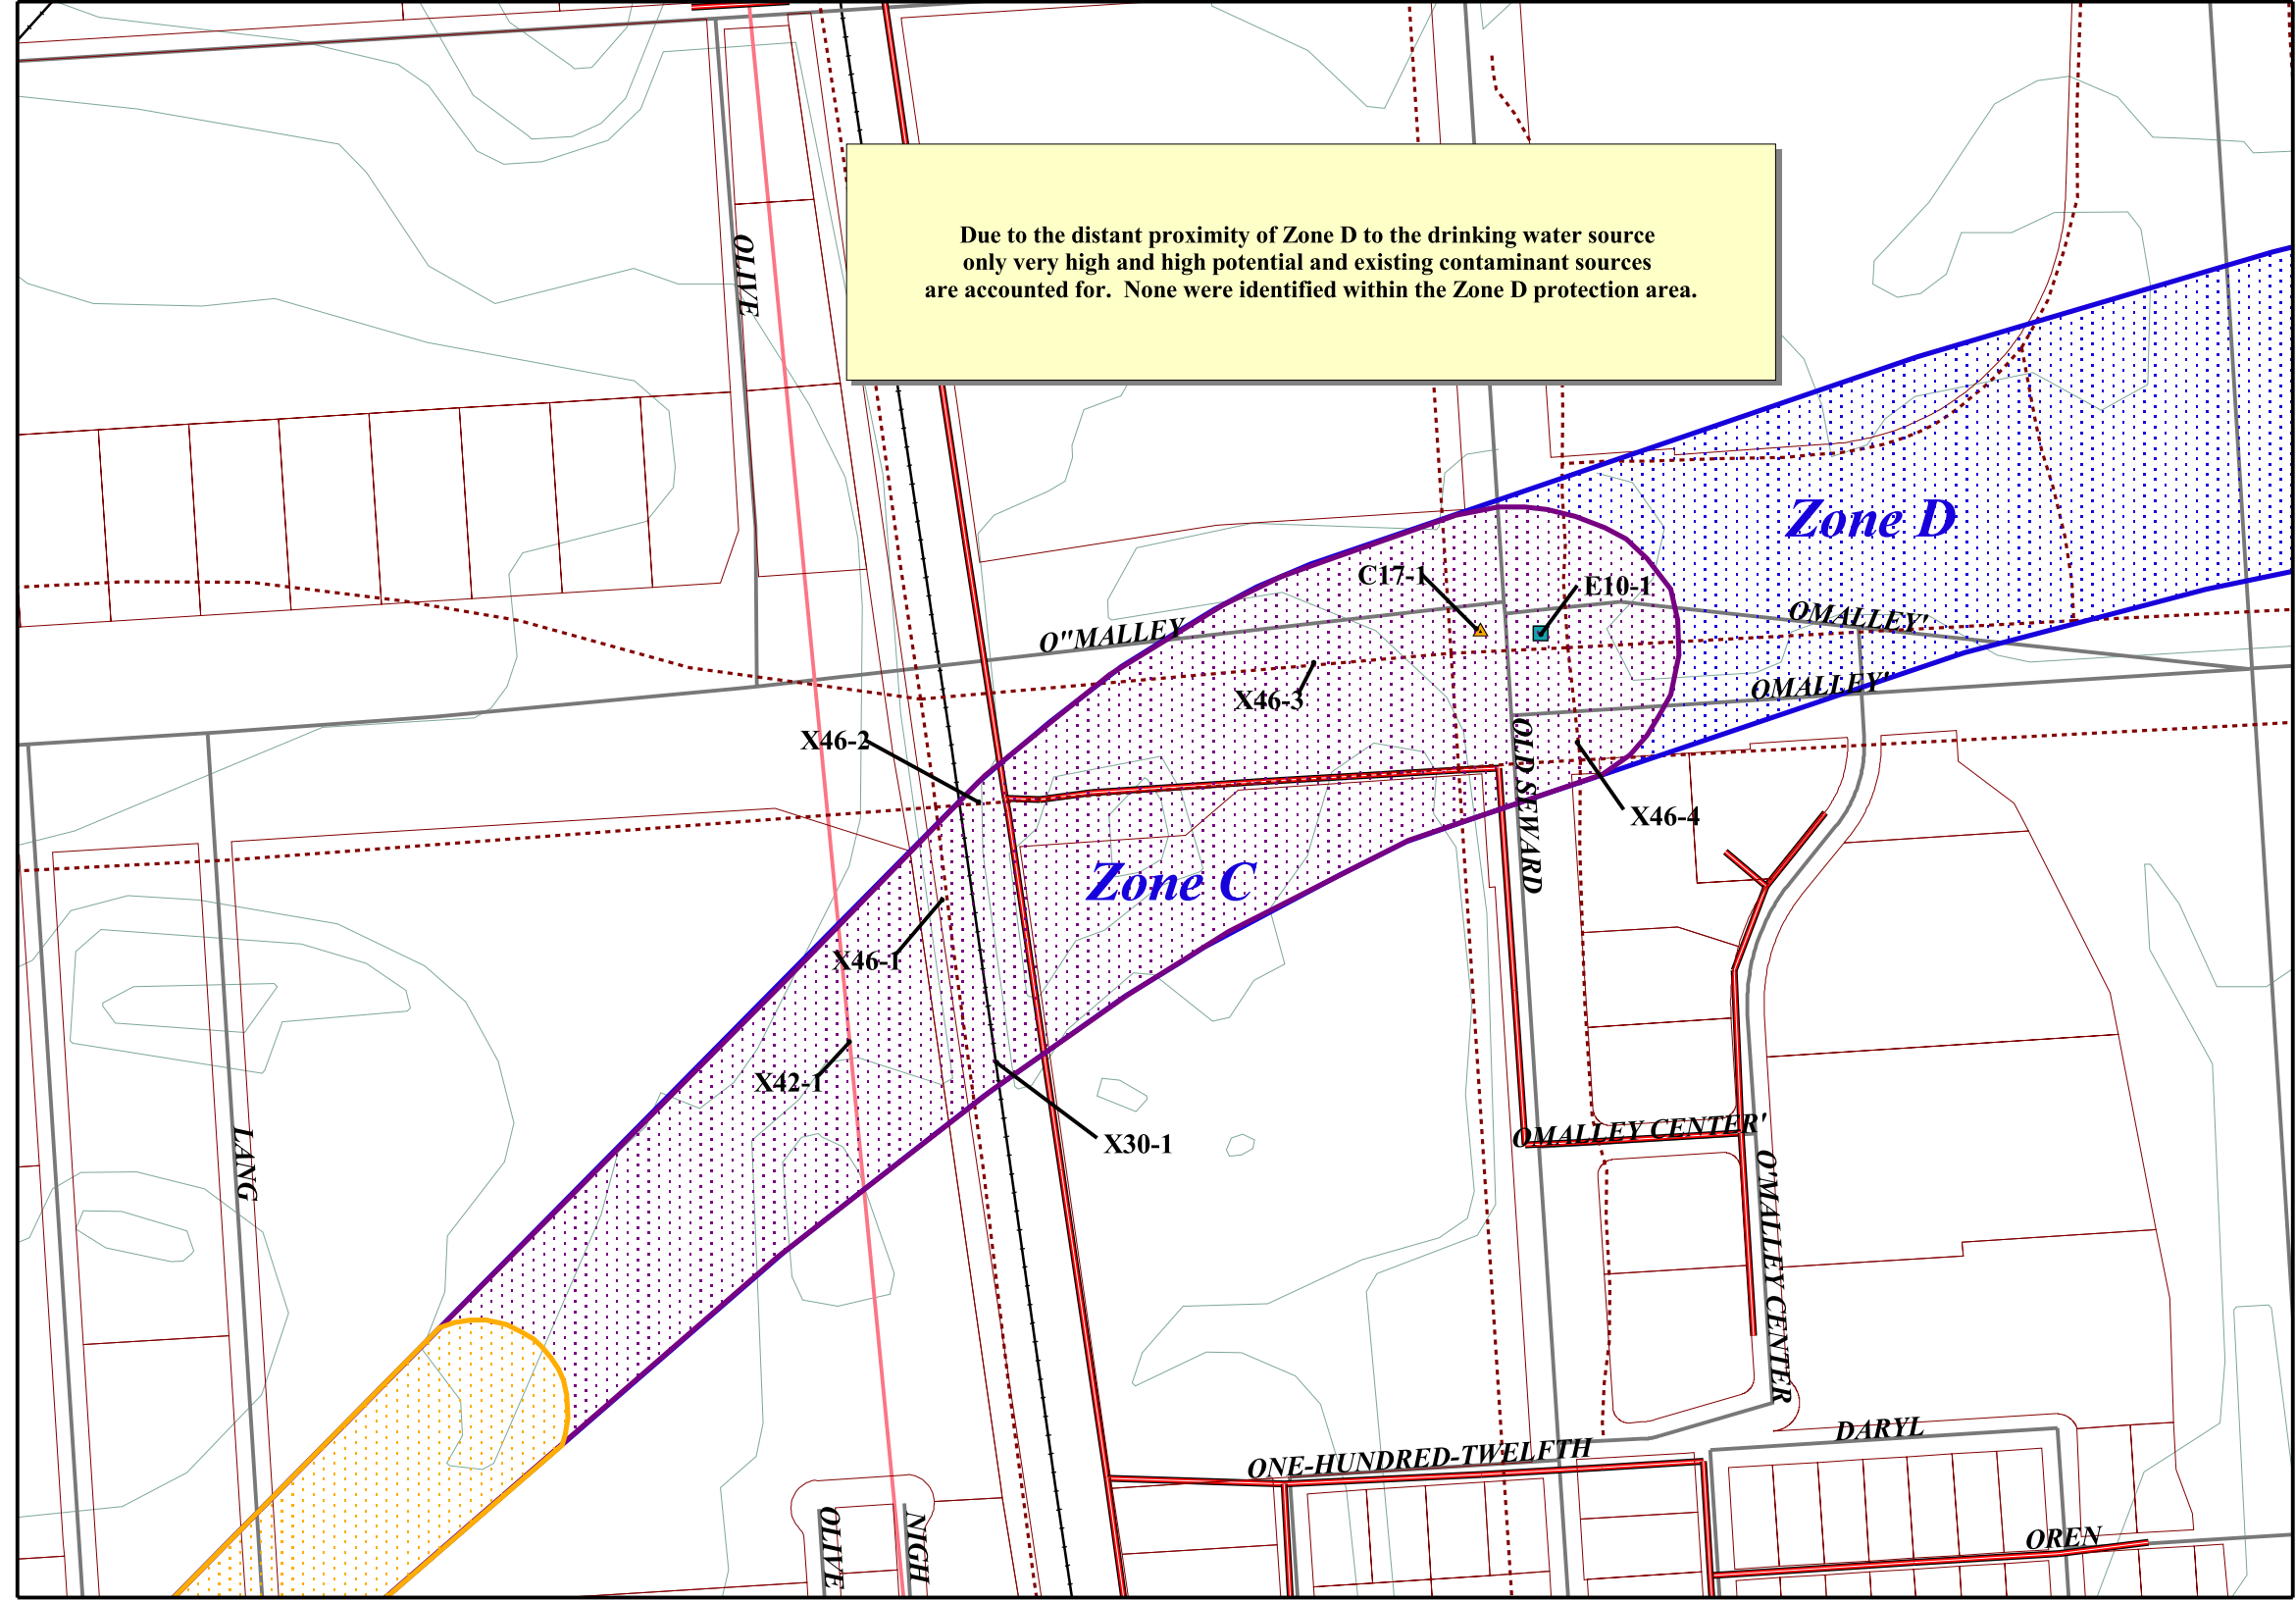 Due to the distant proximity of Zone D to the drinking water source
only very high and high potential and existing contaminant sources
are accounted for.  None were identified within the Zone D protection area.
OLIVE
Zone D
C17-1
E10-1
O"MALLEY
OMALLEY'
X46-3
OMALLEY'
X46-2
OLD SEWARD
X46-4
Zone C
X46-1
X42-1
X30-1
LANG
OMALLEY CENTER'
O'MALLEY CENTER
DARYL
ONE-HUNDRED-TWELFTH
OLIVE
NIGH
OREN